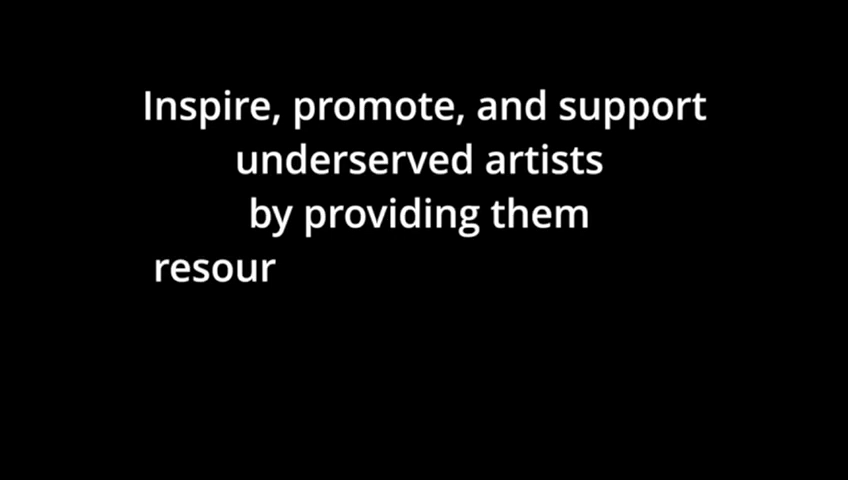 Inspire, promote, and support
underserved artists
by providing them
resour